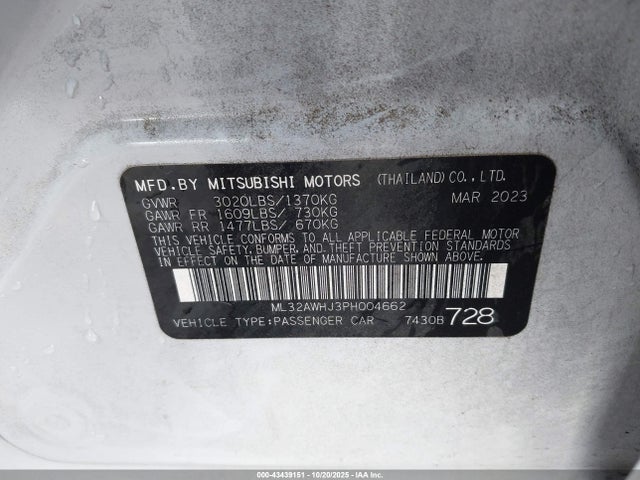 MFD.BY MITSUBISHI MOTORS (THAILAND)CO.,LTD.
GVWR 3020LBS/1370KG MAR 2023
GAWR FR 1609LBS/ 730KG
GAWR RR 1477LBS/ 670KG
THIS VEHICLE CONFORMS TO ALL APPLICABLE FEDERAL MOTOR
VEHICLE SAFETY, BUMPER, AND THEFT PREVENTION STANDARDS
IN EFFECT ON THE DATE OF MANUFACTURE SHOWN ABOVE.
ML32AWHJ3PH004662
VEHICLE TYPE:PASSENGER CAR 7430B 728
000-43439151 - 10/20/2025 - IAAI.COM